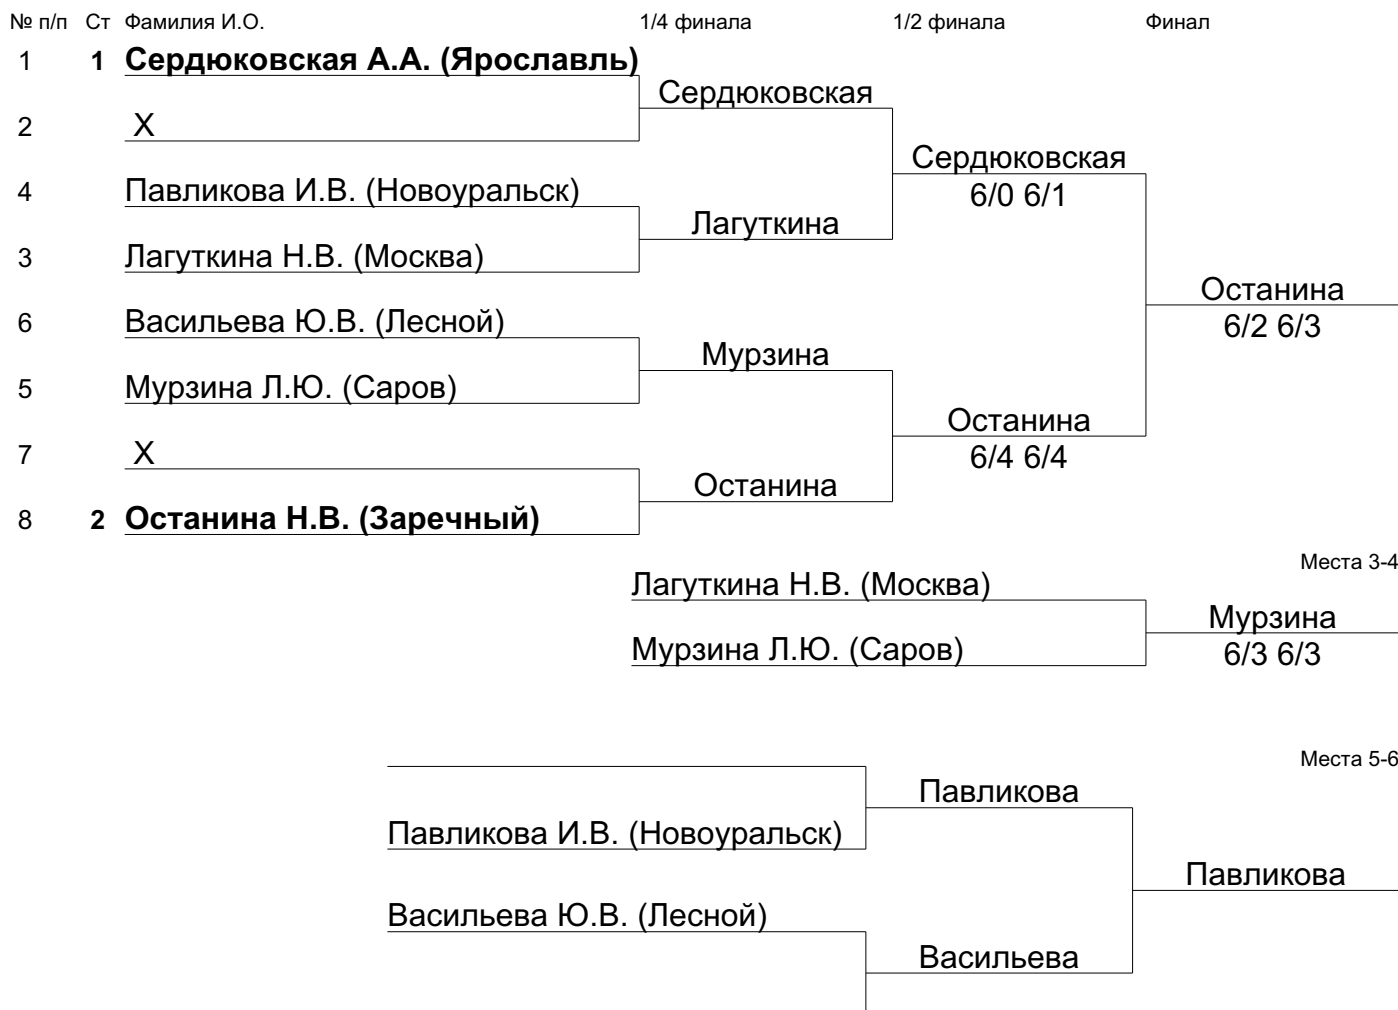 № п/п Ст Фамилия И.О. 1/4 финала 1/2 финала Финал
1 1 Сердюковская А.А. (Ярославль)
Сердюковская
2 X
Сердюковская
4 Павликова И.В. (Новоуральск) 6/0 6/1
Лагуткина
3 Лагуткина Н.В. (Москва)
Останина
6 Васильева Ю.В. (Лесной) 6/2 6/3
Мурзина
5 Мурзина Л.Ю. (Саров)
Останина
7 X 6/4 6/4
Останина
8 2 Останина Н.В. (Заречный)
Места 3-4
Лагуткина Н.В. (Москва)
Мурзина
Мурзина Л.Ю. (Саров) 6/3 6/3
Места 5-6
Павликова
Павликова И.В. (Новоуральск)
Павликова
Васильева Ю.В. (Лесной)
Васильева